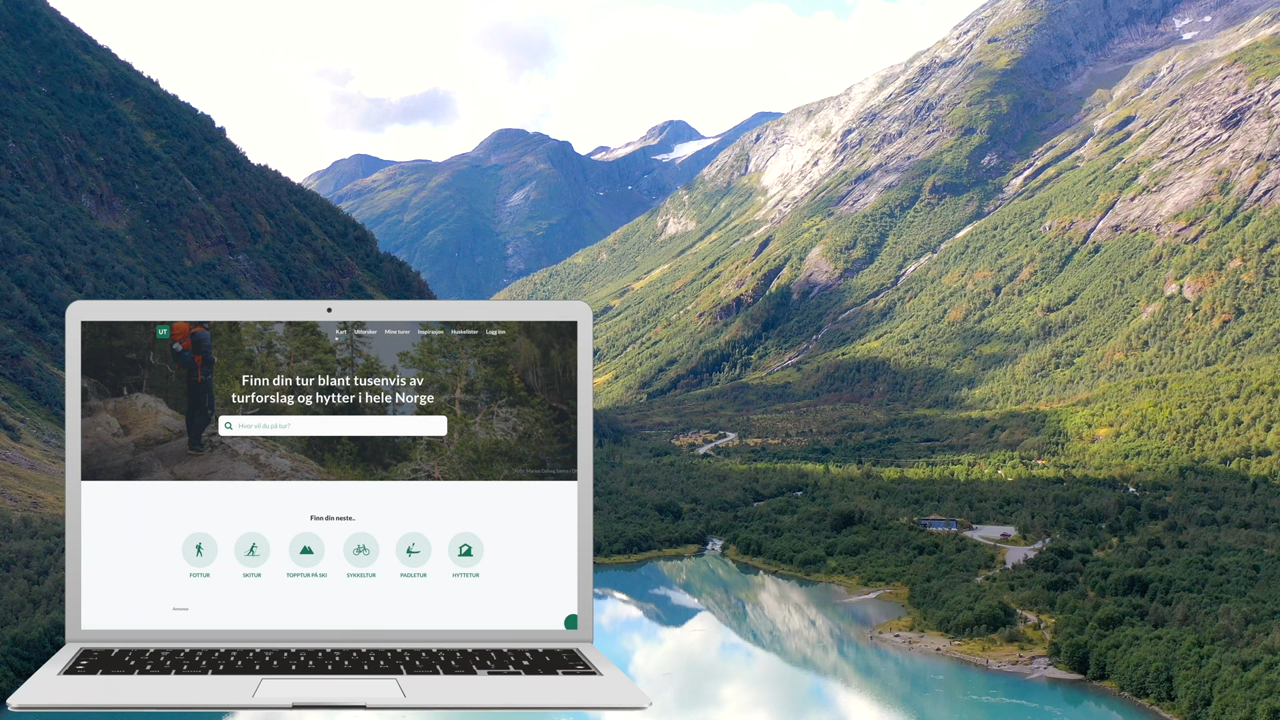 UT
Kart Utforsker Mine turer Inspirasjon Huskelister Logg inn
Finn din tur blant tusenvis av
turforslag og hytter i hele Norge
Hvor vil du på tur?
Finn din neste..
FOTTUR SKITUR TOPPTUR PÅ SKI SYKKELTUR PADLETUR HYTTETUR
Annonse